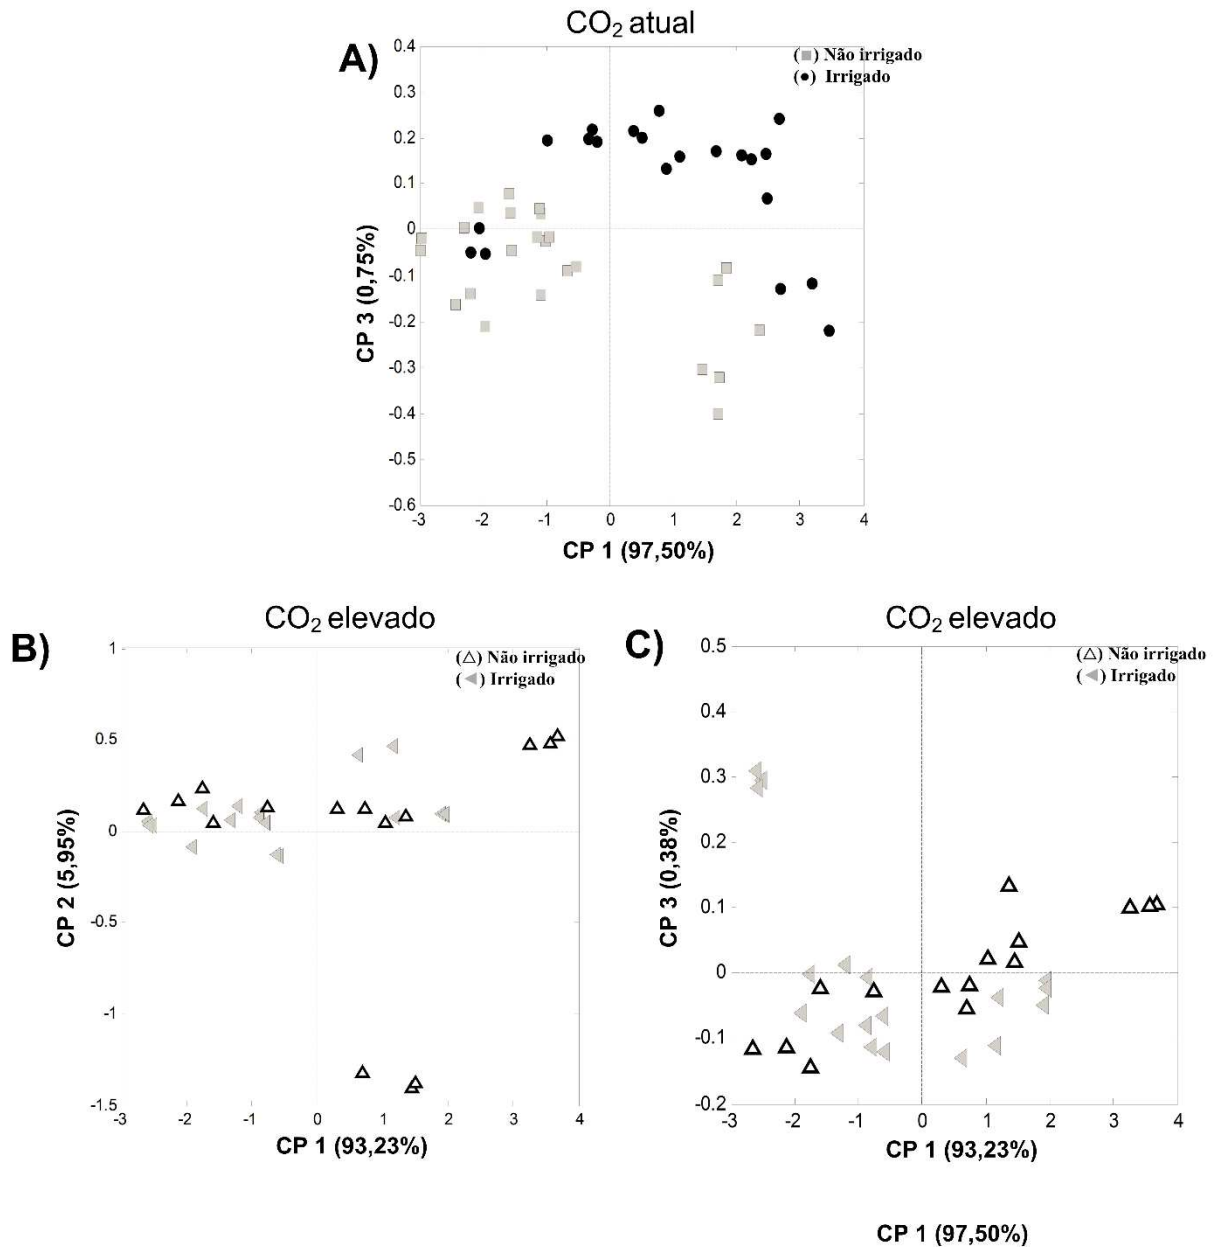 CO₂ atual
A)
(■) Não irrigado
(●) Irrigado
0.4
0.3
0.2
0.1
0
-0.1
-0.2
-0.3
-0.4
-0.5
-0.6
CP 3 (0,75%)
-3 -2 -1 0 1 2 3 4
CP 1 (97,50%)
CO₂ elevado
B)
(△) Não irrigado
(◀) Irrigado
1
0.5
0
-0.5
-1
-1.5
CP 2 (5,95%)
-3 -2 -1 0 1 2 3 4
CP 1 (93,23%)
CO₂ elevado
C)
(△) Não irrigado
(◀) Irrigado
0.5
0.4
0.3
0.2
0.1
0
-0.1
-0.2
CP 3 (0,38%)
-3 -2 -1 0 1 2 3 4
CP 1 (93,23%)
CP 1 (97,50%)